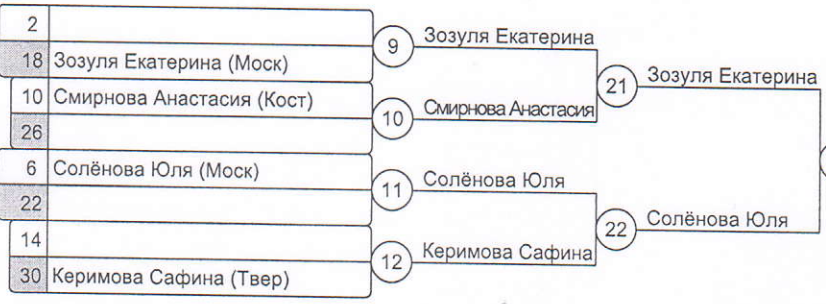 2
18 Зозуля Екатерина (Моск)
9 Зозуля Екатерина
10 Смирнова Анастасия (Кост)
26
10 Смирнова Анастасия
21 Зозуля Екатерина
6 Солёнова Юля (Моск)
22
11 Солёнова Юля
14
30 Керимова Сафина (Твер)
12 Керимова Сафина
22 Солёнова Юля